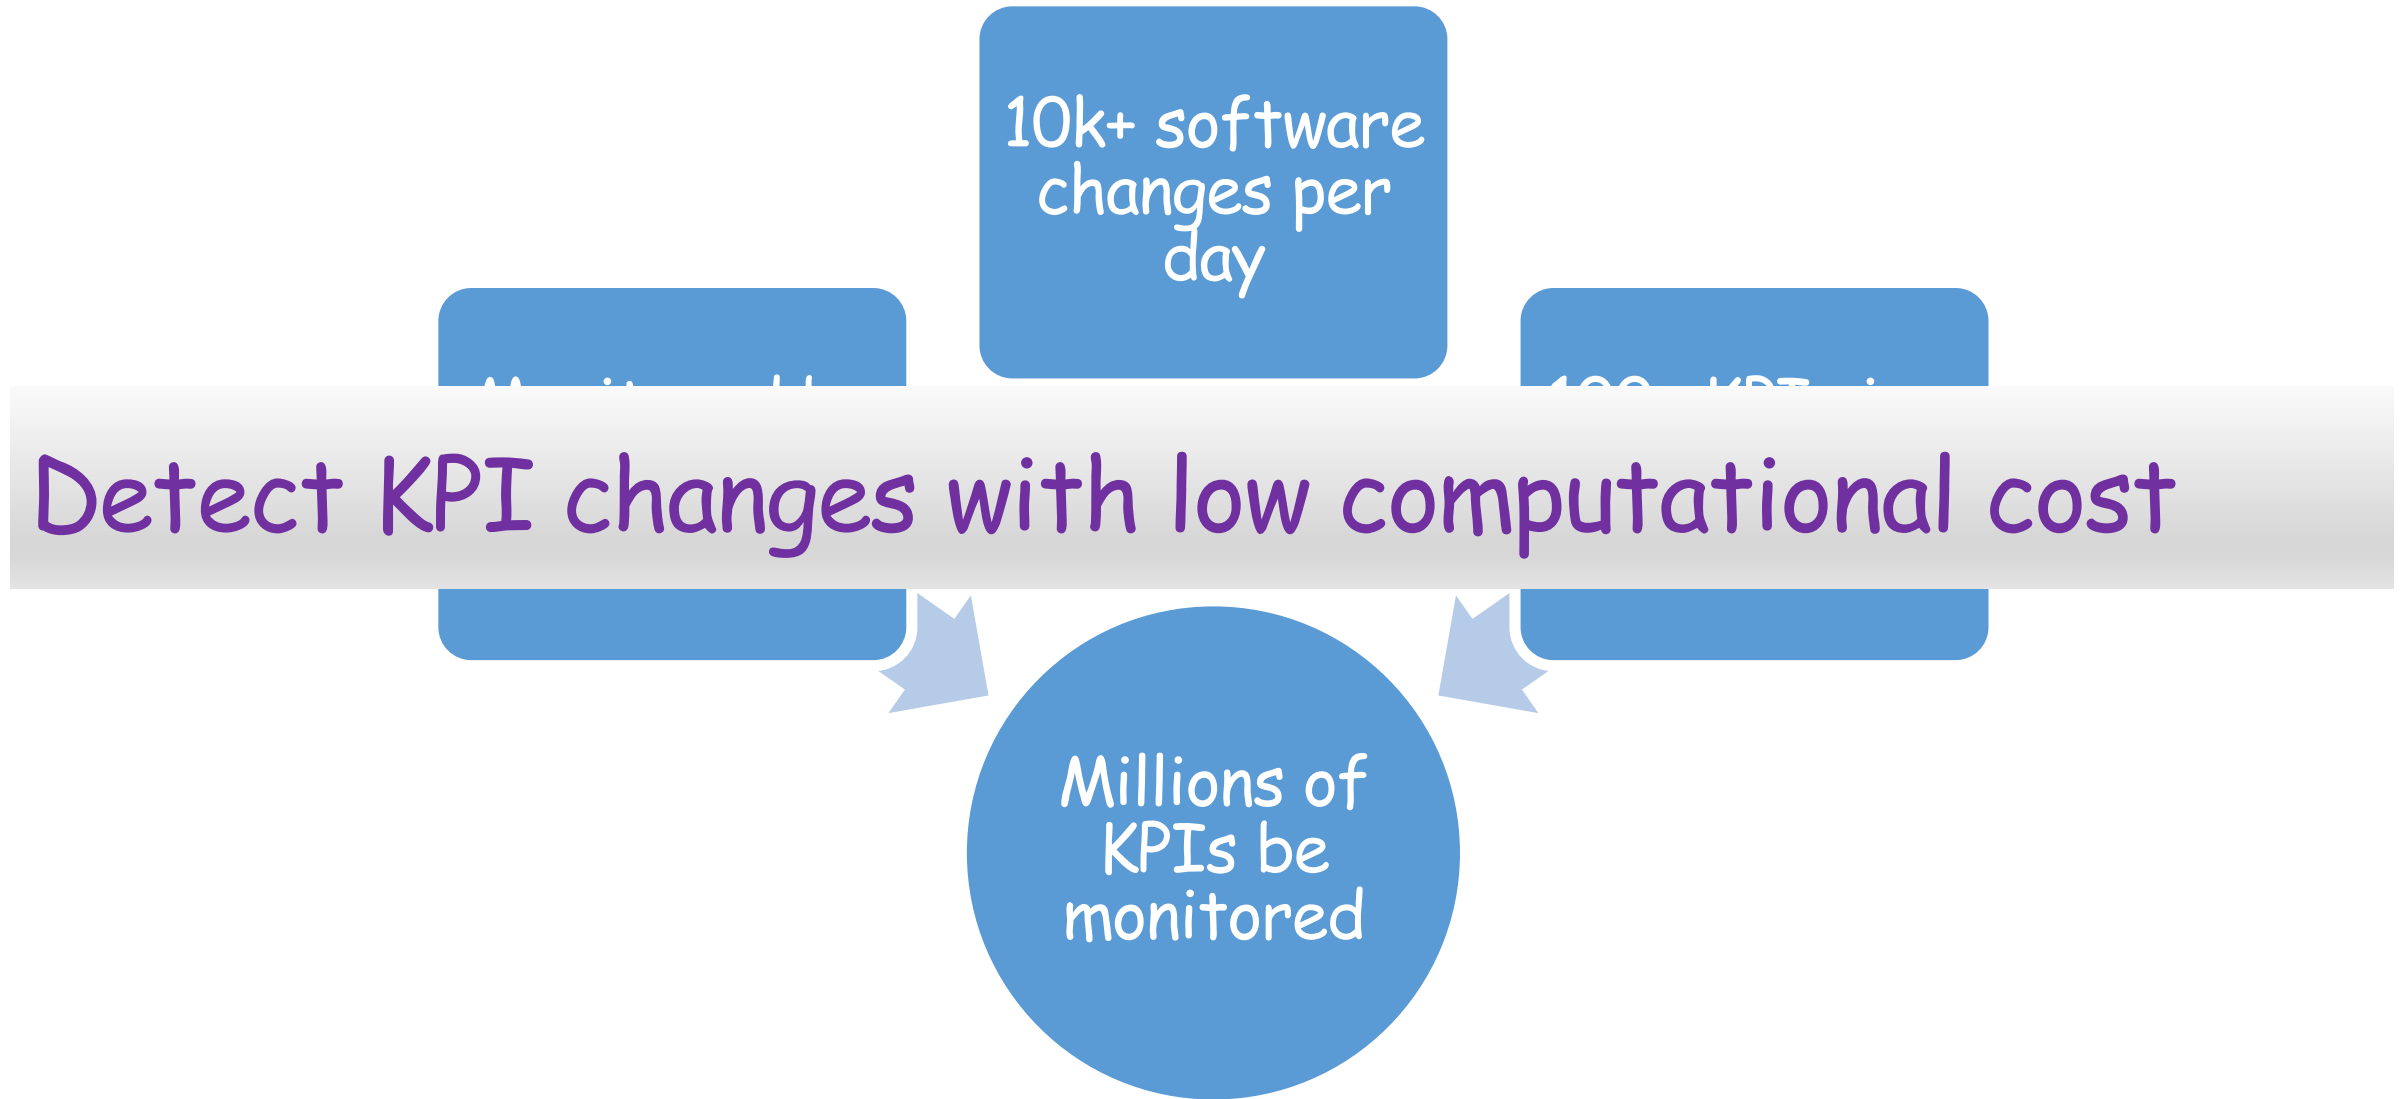 10k+ software
changes per
day
Detect KPI changes with low computational cost
Millions of
KPIs be
monitored